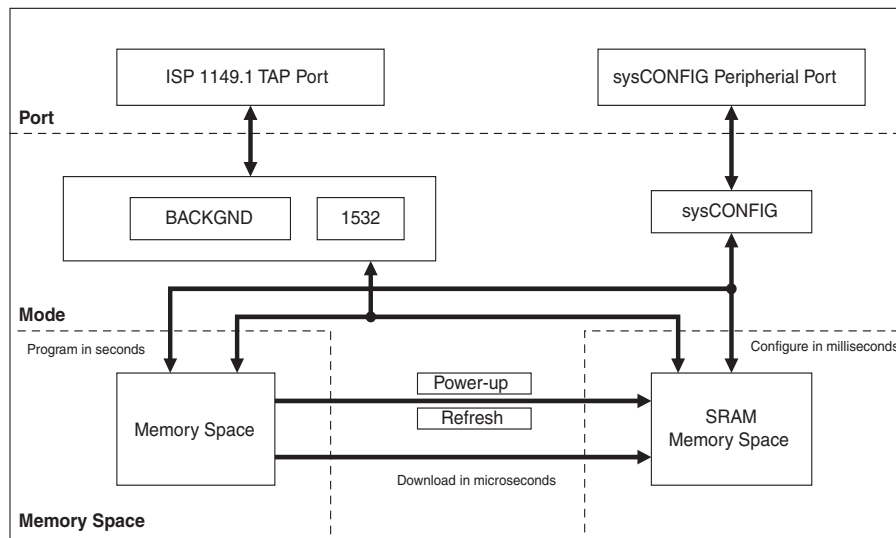 ISP 1149.1 TAP Port
sysCONFIG Peripherial Port
Port
BACKGND
1532
sysCONFIG
Mode
Program in seconds
Configure in milliseconds
Power-up
Refresh
Memory Space
SRAM
Memory Space
Download in microseconds
Memory Space